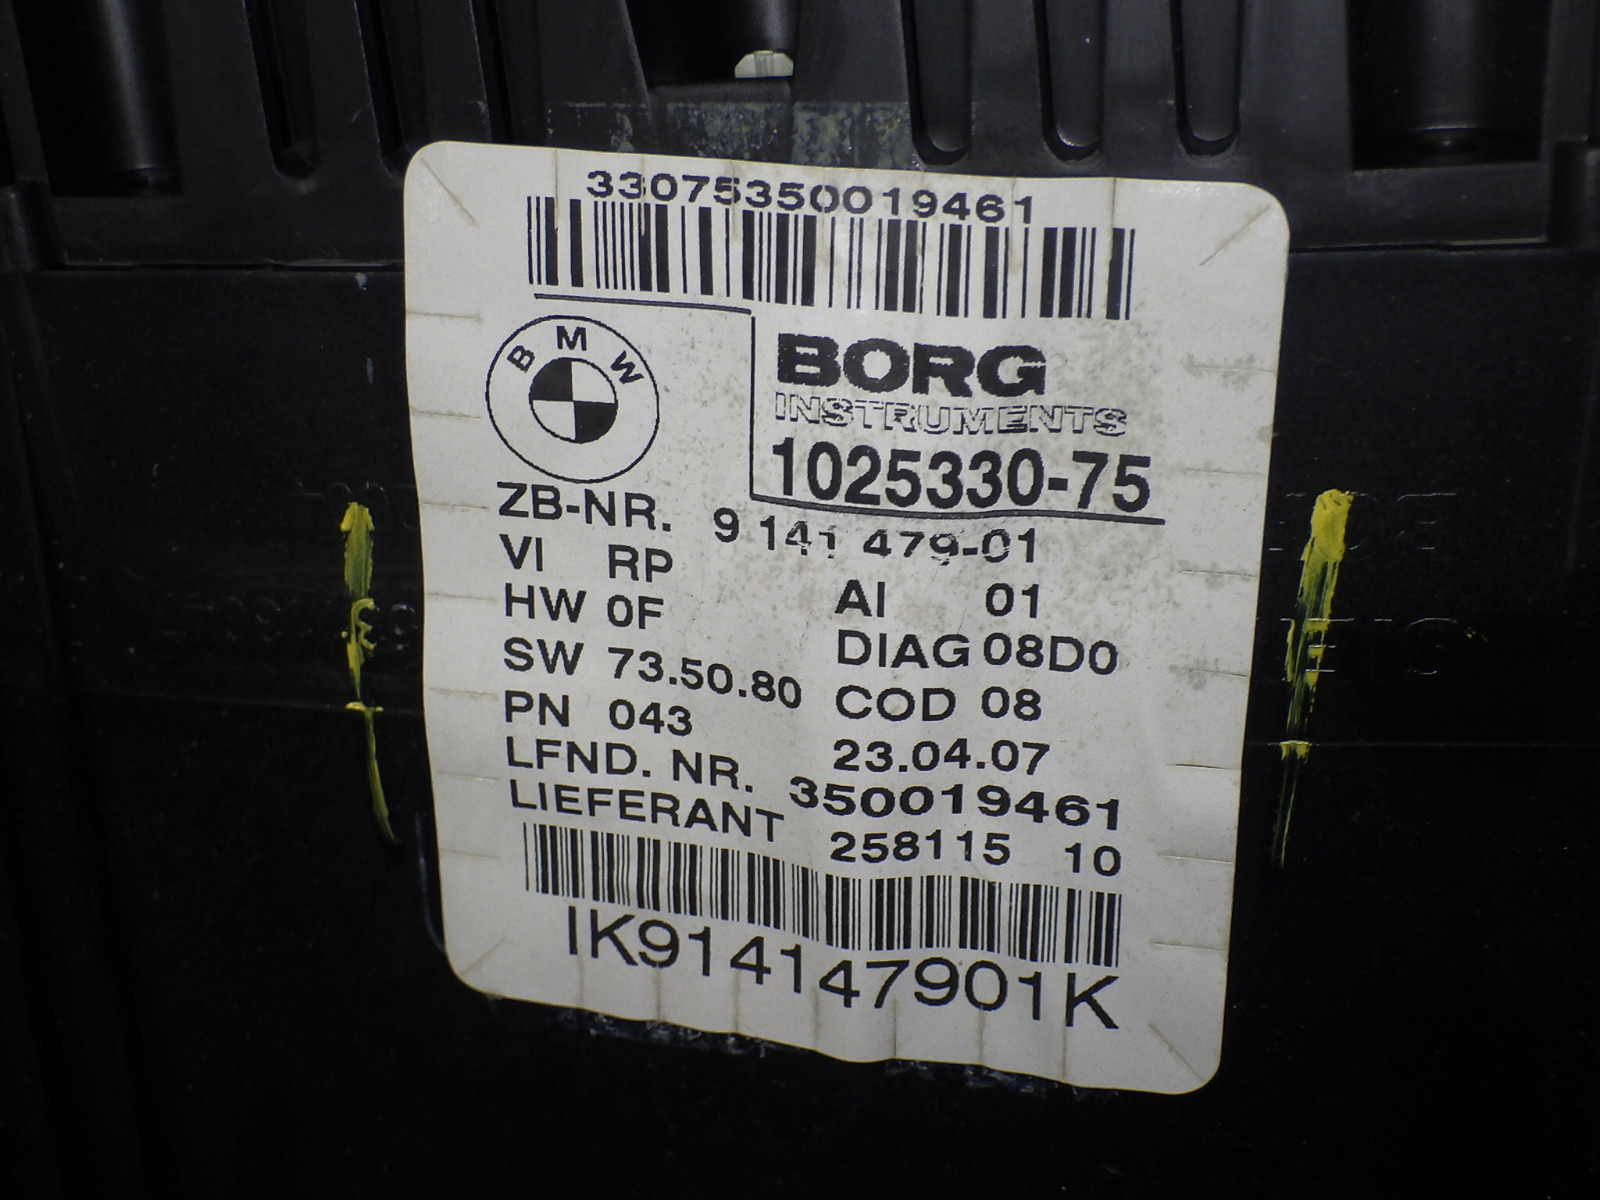 33075350019461
BMW
BORG
INSTRUMENTS
1025330-75
ZB-NR. 9 141 479-01
VI RP
HW 0F AI 01
SW 73.50.80 DIAG 08D0
PN 043 COD 08
23.04.07
LFND. NR. 350019461
LIEFERANT 258115 10
IK914147901K